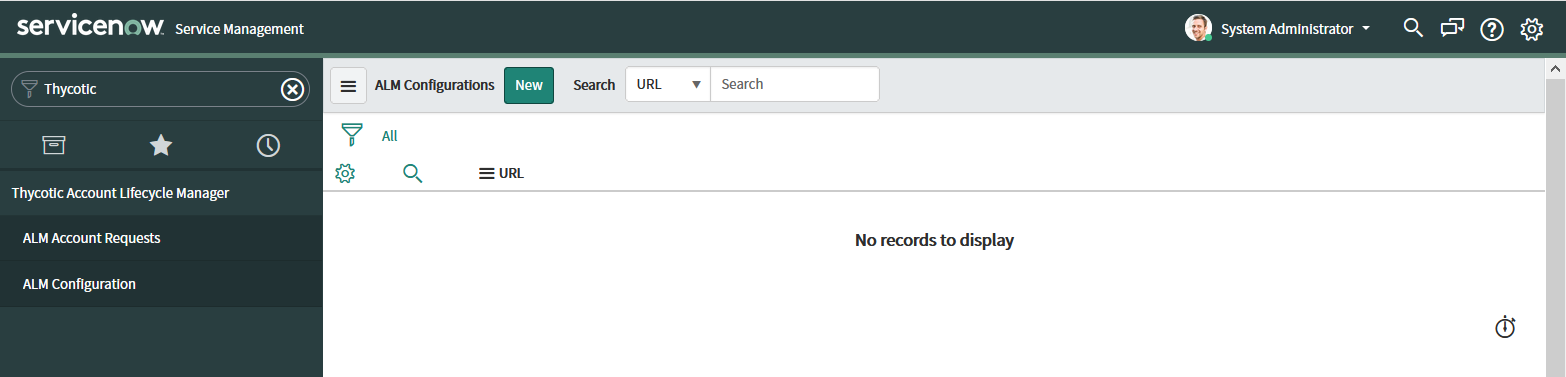 servicenow Service Management
System Administrator
Thycotic
ALM Configurations New Search URL Search
All
URL
Thycotic Account Lifecycle Manager
ALM Account Requests
ALM Configuration
No records to display